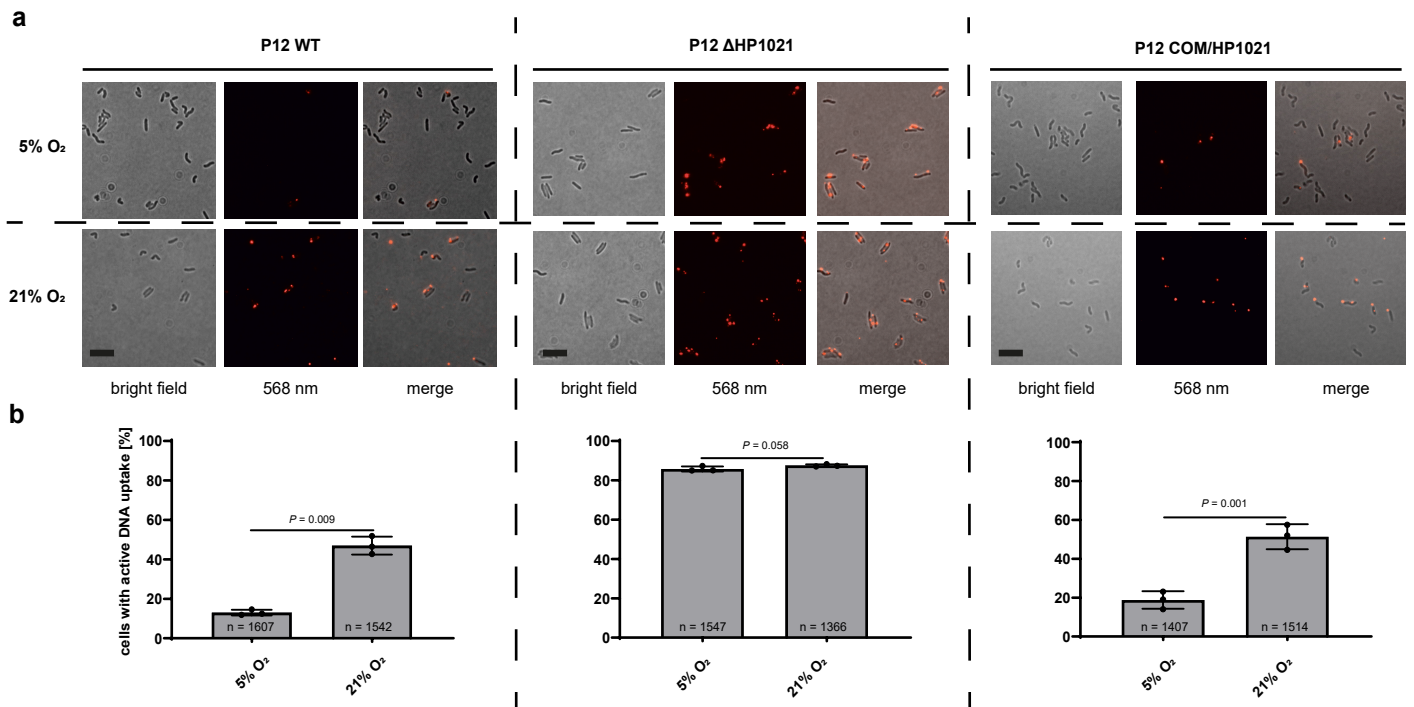 a
P12 WT
P12 ΔHP1021
P12 COM/HP1021
5% O₂
21% O₂
bright field 568 nm merge
bright field 568 nm merge
bright field 568 nm merge
b
cells with active DNA uptake [%]
100
80
60
40
20
0
P = 0.009
n = 1607
n = 1542
5% O₂
21% O₂
100
80
60
40
20
0
P = 0.058
n = 1547
n = 1366
5% O₂
21% O₂
100
80
60
40
20
0
P = 0.001
n = 1407
n = 1514
5% O₂
21% O₂